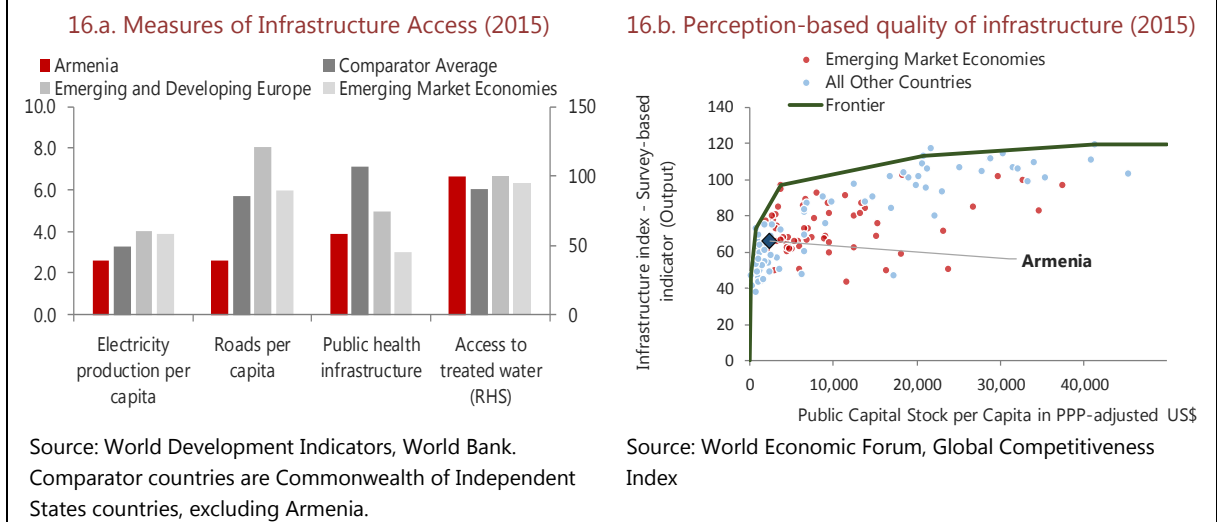 16.a. Measures of Infrastructure Access (2015)
Armenia
Comparator Average
Emerging and Developing Europe
Emerging Market Economies
10.0
8.0
6.0
4.0
2.0
0.0
150
100
50
0
Electricity
production per
capita
Roads per
capita
Public health
infrastructure
Access to
treated water
(RHS)
Source: World Development Indicators, World Bank.
Comparator countries are Commonwealth of Independent
States countries, excluding Armenia.
16.b. Perception-based quality of infrastructure (2015)
Emerging Market Economies
All Other Countries
Frontier
Infrastructure index - Survey-based
indicator (Output)
140
120
100
80
60
40
20
0
Armenia
0
10,000
20,000
30,000
40,000
Public Capital Stock per Capita in PPP-adjusted US$
Source: World Economic Forum, Global Competitiveness
Index